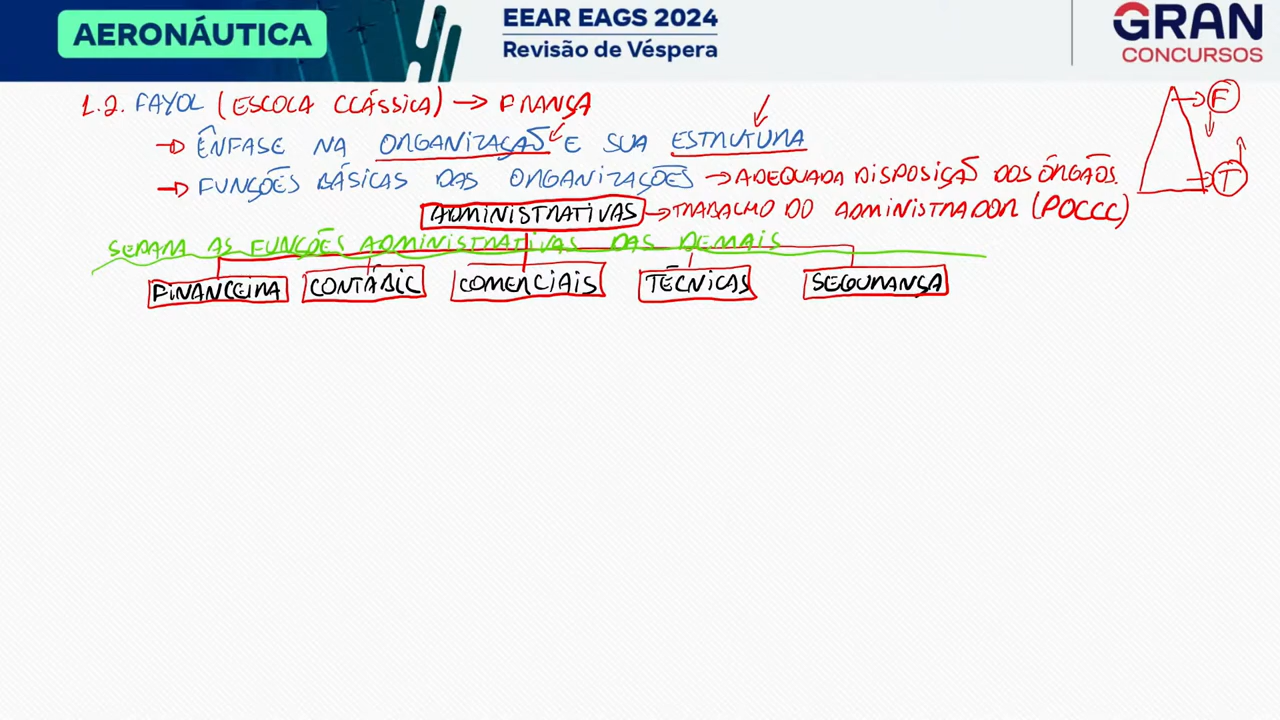 AERONÁUTICA
EEAR EAGS 2024
Revisão de Véspera
GRAN
CONCURSOS
1.2. FAYOL (ESCOLA CLÁSSICA) → FRANÇA
→ ÊNFASE NA ORGANIZAÇÃO E SUA ESTRUTURA
→ FUNÇÕES BÁSICAS DAS ORGANIZAÇÕES → ADEQUADA DISPOSIÇÃO DOS ÓRGÃOS.
ADMINISTRATIVAS → TRABALHO DO ADMINISTRADOR (POCCC)
SEPARA AS FUNÇÕES ADMINISTRATIVAS DAS DEMAIS
FINANCEIRA CONTÁBIL COMERCIAIS TÉCNICAS SEGURANÇA
F
T